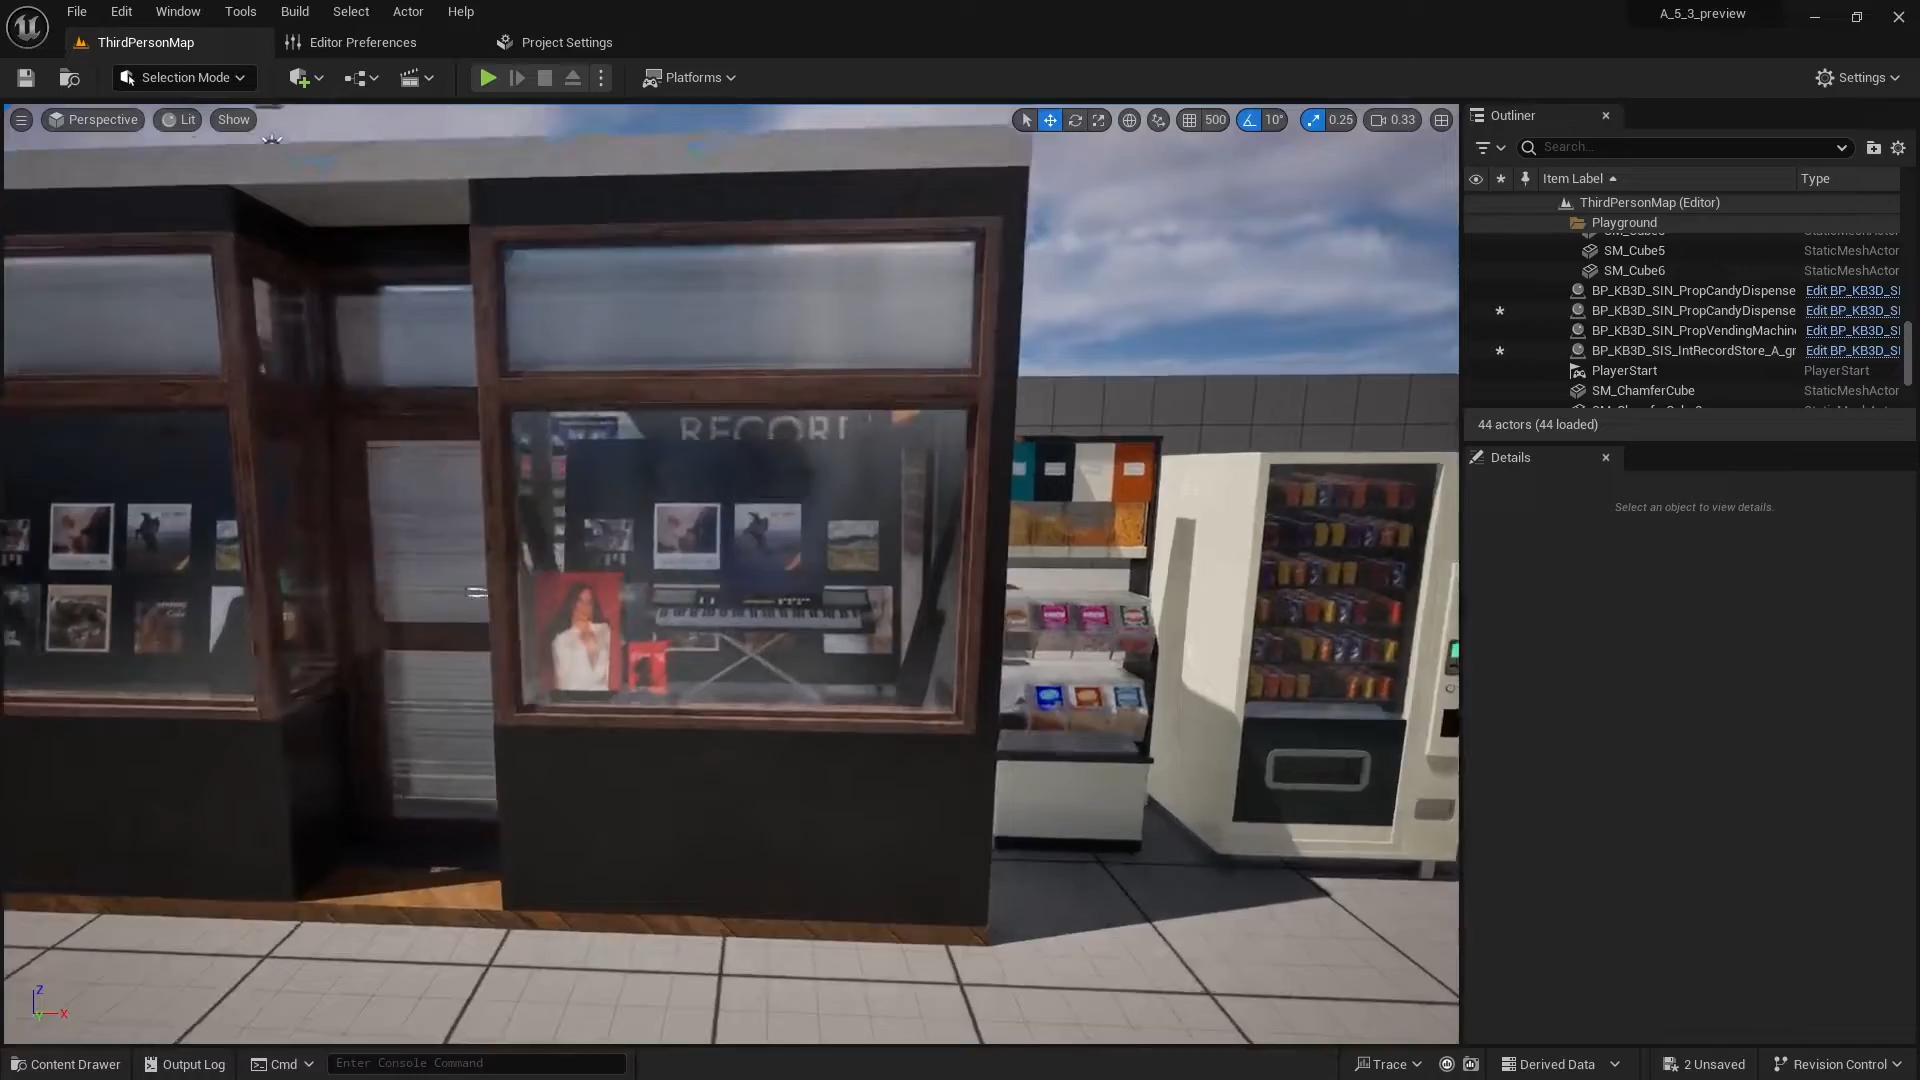 File Edit Window Tools Build Select Actor Help
A_5_3_preview
ThirdPersonMap
Editor Preferences
Project Settings
Selection Mode
Platforms
Settings
Perspective
Lit
Show
500
10°
0.25
0.33
Outliner
Search...
Item Label
Type
ThirdPersonMap (Editor)
Playground
SM_Cube5 StaticMeshActor
SM_Cube6 StaticMeshActor
BP_KB3D_SIN_PropCandyDispense Edit BP_KB3D_SI
BP_KB3D_SIN_PropCandyDispense Edit BP_KB3D_SI
BP_KB3D_SIN_PropVendingMachin Edit BP_KB3D_SI
BP_KB3D_SIS_IntRecordStore_A_gr Edit BP_KB3D_SI
PlayerStart PlayerStart
SM_ChamferCube StaticMeshActor
44 actors (44 loaded)
Details
Select an object to view details.
RECORD
Z
X
Content Drawer
Output Log
Cmd
Enter Console Command
Trace
Derived Data
2 Unsaved
Revision Control